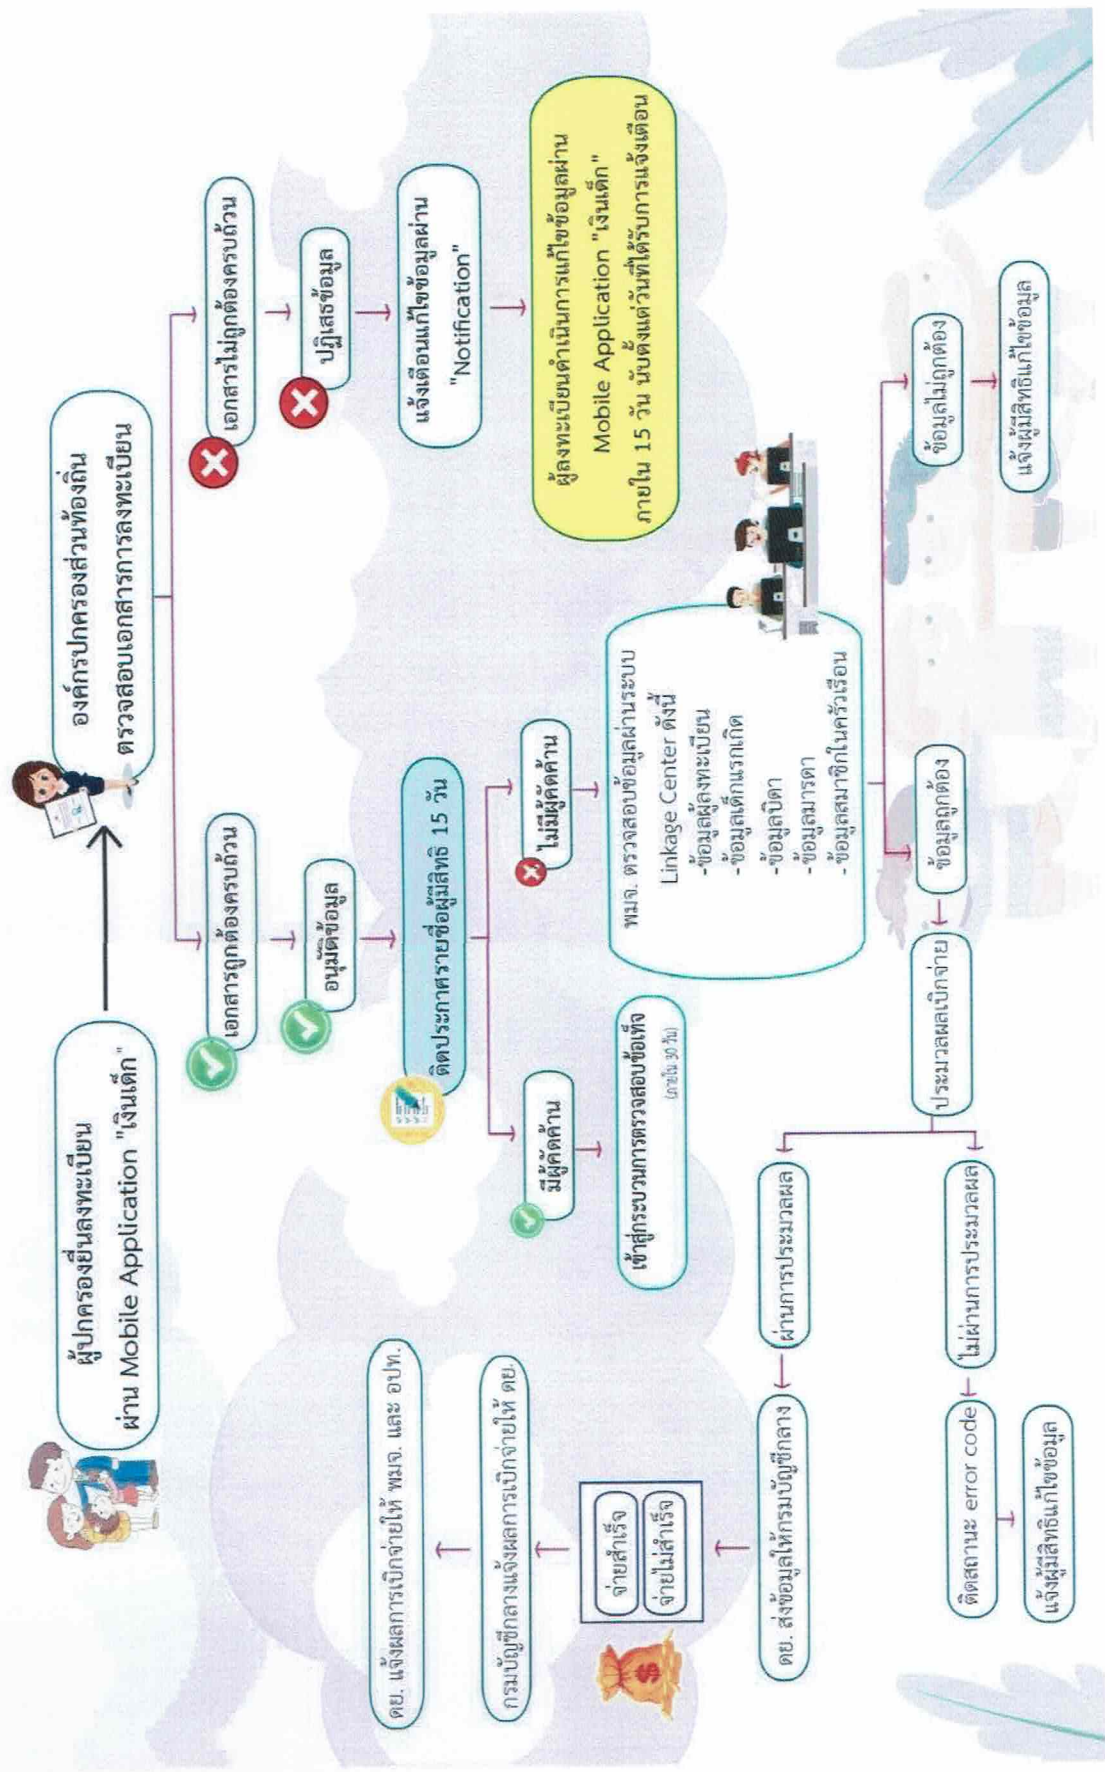 ผู้ปกครองยื่นลงทะเบียน
ผ่าน Mobile Application "เงินเด็ก"
องค์กรปกครองส่วนท้องถิ่น
ตรวจสอบเอกสารการลงทะเบียน
เอกสารถูกต้องครบถ้วน
อนุมัติข้อมูล
ติดประกาศรายชื่อผู้มีสิทธิ 15 วัน
มีผู้คัดค้าน
เข้าสู่กระบวนการตรวจสอบข้อเท็จ
(ภายใน 30 วัน)
ไม่มีผู้คัดค้าน
พมจ. ตรวจสอบข้อมูลผ่านระบบ
Linkage Center ดังนี้
-ข้อมูลผู้ลงทะเบียน
-ข้อมูลเด็กแรกเกิด
-ข้อมูลบิดา
-ข้อมูลมารดา
- ข้อมูลสมาชิกในครัวเรือน
เอกสารไม่ถูกต้องครบถ้วน
ปฏิเสธข้อมูล
แจ้งเตือนแก้ไขข้อมูลผ่าน
"Notification"
ผู้ลงทะเบียนดำเนินการแก้ไขข้อมูลผ่าน
Mobile Application "เงินเด็ก"
ภายใน 15 วัน นับตั้งแต่วันที่ได้รับการแจ้งเตือน
ข้อมูลไม่ถูกต้อง
แจ้งผู้มีสิทธิแก้ไขข้อมูล
ข้อมูลถูกต้อง
ประมวลผลเบิกจ่าย
ผ่านการประมวลผล
ดย. ส่งข้อมูลให้กรมบัญชีกลาง
จ่ายสำเร็จ
จ่ายไม่สำเร็จ
กรมบัญชีกลางแจ้งผลการเบิกจ่ายให้ ดย.
ดย. แจ้งผลการเบิกจ่ายให้ พมจ. และ อปท.
ไม่ผ่านการประมวลผล
ติดสถานะ error code
แจ้งผู้มีสิทธิแก้ไขข้อมูล